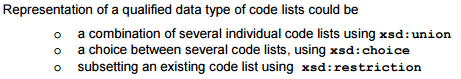 Representation of a qualified data type of code lists could be
o a combination of several individual code lists using xsd:union
o a choice between several code lists, using xsd:choice
o subsetting an existing code list using xsd:restriction